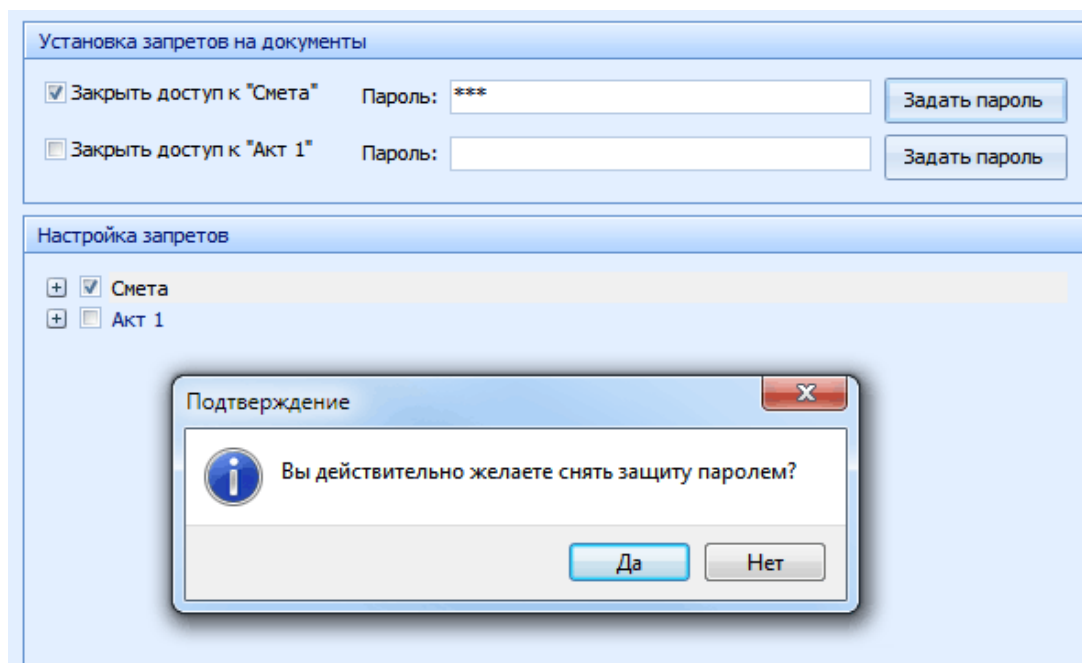 Установка запретов на документы
Закрыть доступ к "Смета" Пароль: *** Задать пароль
Закрыть доступ к "Акт 1" Пароль: Задать пароль
Настройка запретов
Смета
Акт 1
Подтверждение
Вы действительно желаете снять защиту паролем?
Да Нет